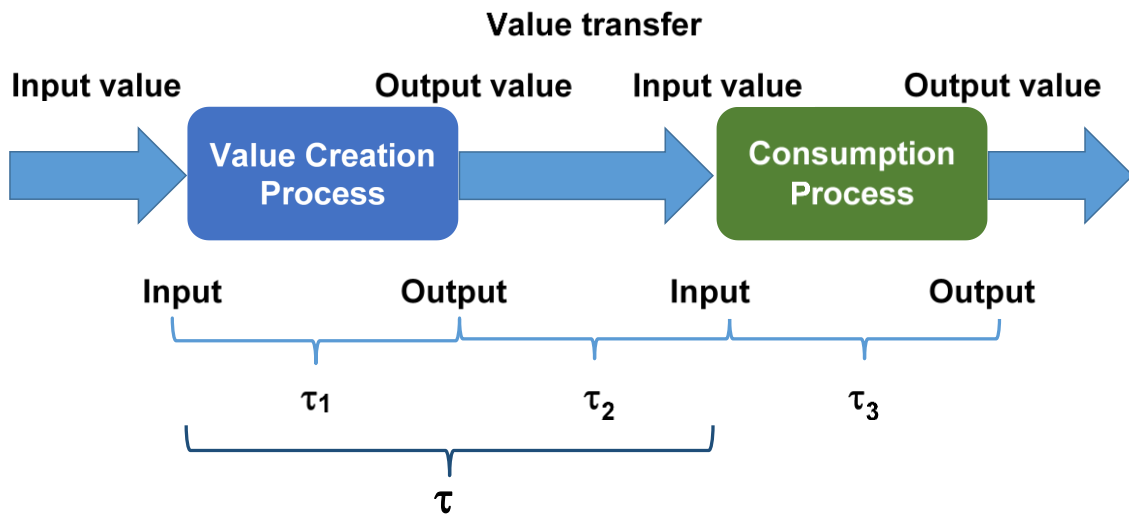 Value transfer
Input value
Output value
Input value
Output value
Value Creation
Process
Consumption
Process
Input
Output
Input
Output
τ1
τ2
τ3
τ